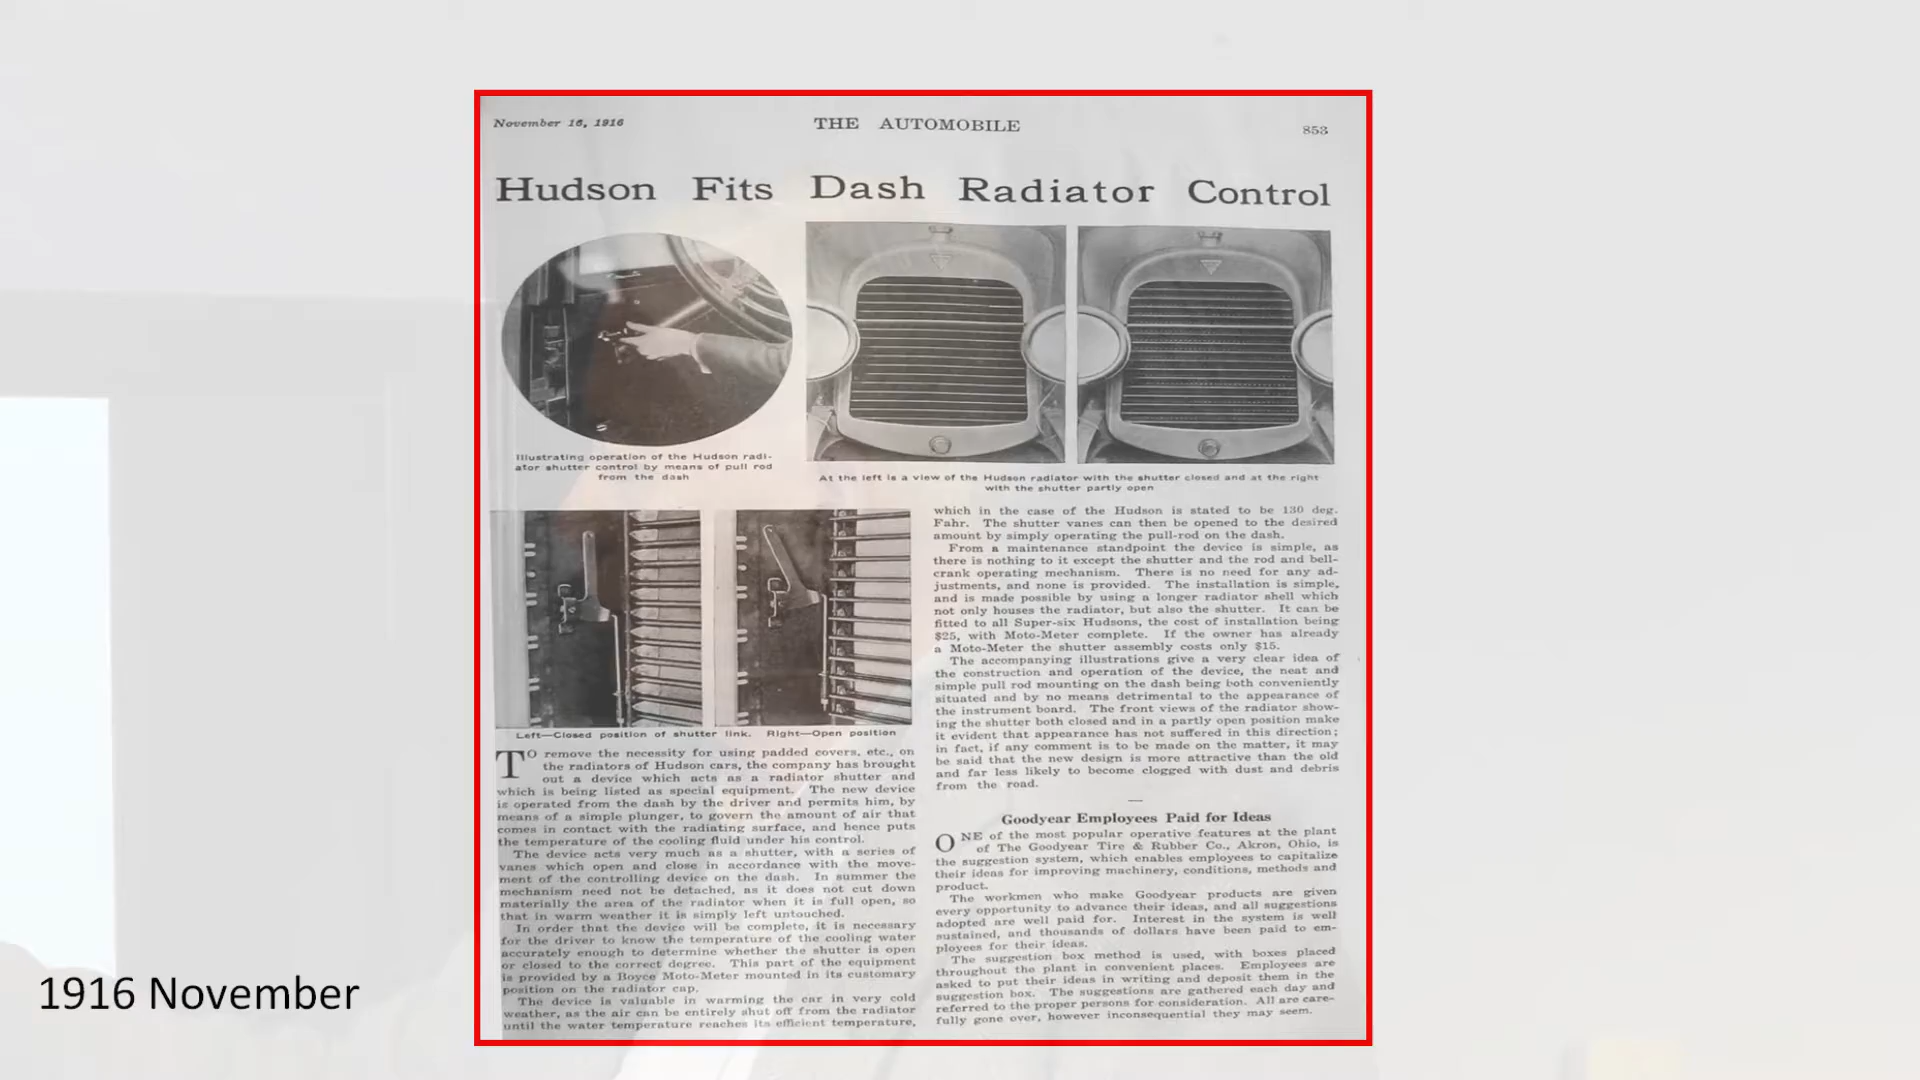 November 16, 1916
THE AUTOMOBILE
853
Hudson Fits Dash Radiator Control
Illustrating operation of the Hudson radi-
ator shutter control by means of pull rod
from the dash
At the left is a view of the Hudson radiator with the shutter closed and at the right
with the shutter partly open
Left—Closed position of shutter link. Right—Open position
TO remove the necessity for using padded covers, etc., on
the radiators of Hudson cars, the company has brought
out a device which acts as a radiator shutter and
which is being listed as special equipment. The new device
is operated from the dash by the driver and permits him, by
means of a simple plunger, to govern the amount of air that
comes in contact with the radiating surface, and hence puts
the temperature of the cooling fluid under his control.
The device acts very much as a shutter, with a series of
vanes which open and close in accordance with the move-
ment of the controlling device on the dash. In summer the
mechanism need not be detached, as it does not cut down
materially the area of the radiator when it is full open, so
that in warm weather it is simply left untouched.
In order that the device will be complete, it is necessary
for the driver to know the temperature of the cooling water
accurately enough to determine whether the shutter is open
or closed to the correct degree. This part of the equipment
is provided by a Boyce Moto-Meter mounted in its customary
position on the radiator cap.
The device is valuable in warming the car in very cold
weather, as the air can be entirely shut off from the radiator
until the water temperature reaches its efficient temperature,
which in the case of the Hudson is stated to be 130 deg.
Fahr. The shutter vanes can then be opened to the desired
amount by simply operating the pull-rod on the dash.
From a maintenance standpoint the device is simple, as
there is nothing to it except the shutter and the rod and bell-
crank operating mechanism. There is no need for any ad-
justments, and none is provided. The installation is simple,
and is made possible by using a longer radiator shell which
not only houses the radiator, but also the shutter. It can be
fitted to all Super-six Hudsons, the cost of installation being
$25, with Moto-Meter complete. If the owner has already
a Moto-Meter the shutter assembly costs only $15.
The accompanying illustrations give a very clear idea of
the construction and operation of the device, the neat and
simple pull rod mounting on the dash being both conveniently
situated and by no means detrimental to the appearance of
the instrument board. The front views of the radiator show-
ing the shutter both closed and in a partly open position make
it evident that appearance has not suffered in this direction;
in fact, if any comment is to be made on the matter, it may
be said that the new design is more attractive than the old
and far less likely to become clogged with dust and debris
from the road.
Goodyear Employees Paid for Ideas
ONE of the most popular operative features at the plant
of The Goodyear Tire & Rubber Co., Akron, Ohio, is
the suggestion system, which enables employees to capitalize
their ideas for improving machinery, conditions, methods and
product.
The workmen who make Goodyear products are given
every opportunity to advance their ideas, and all suggestions
adopted are well paid for. Interest in the system is well
sustained, and thousands of dollars have been paid to em-
ployees for their ideas.
The suggestion box method is used, with boxes placed
throughout the plant in convenient places. Employees are
asked to put their ideas in writing and deposit them in the
suggestion box. The suggestions are gathered each day and
referred to the proper persons for consideration. All are care-
fully gone over, however inconsequential they may seem.
1916 November